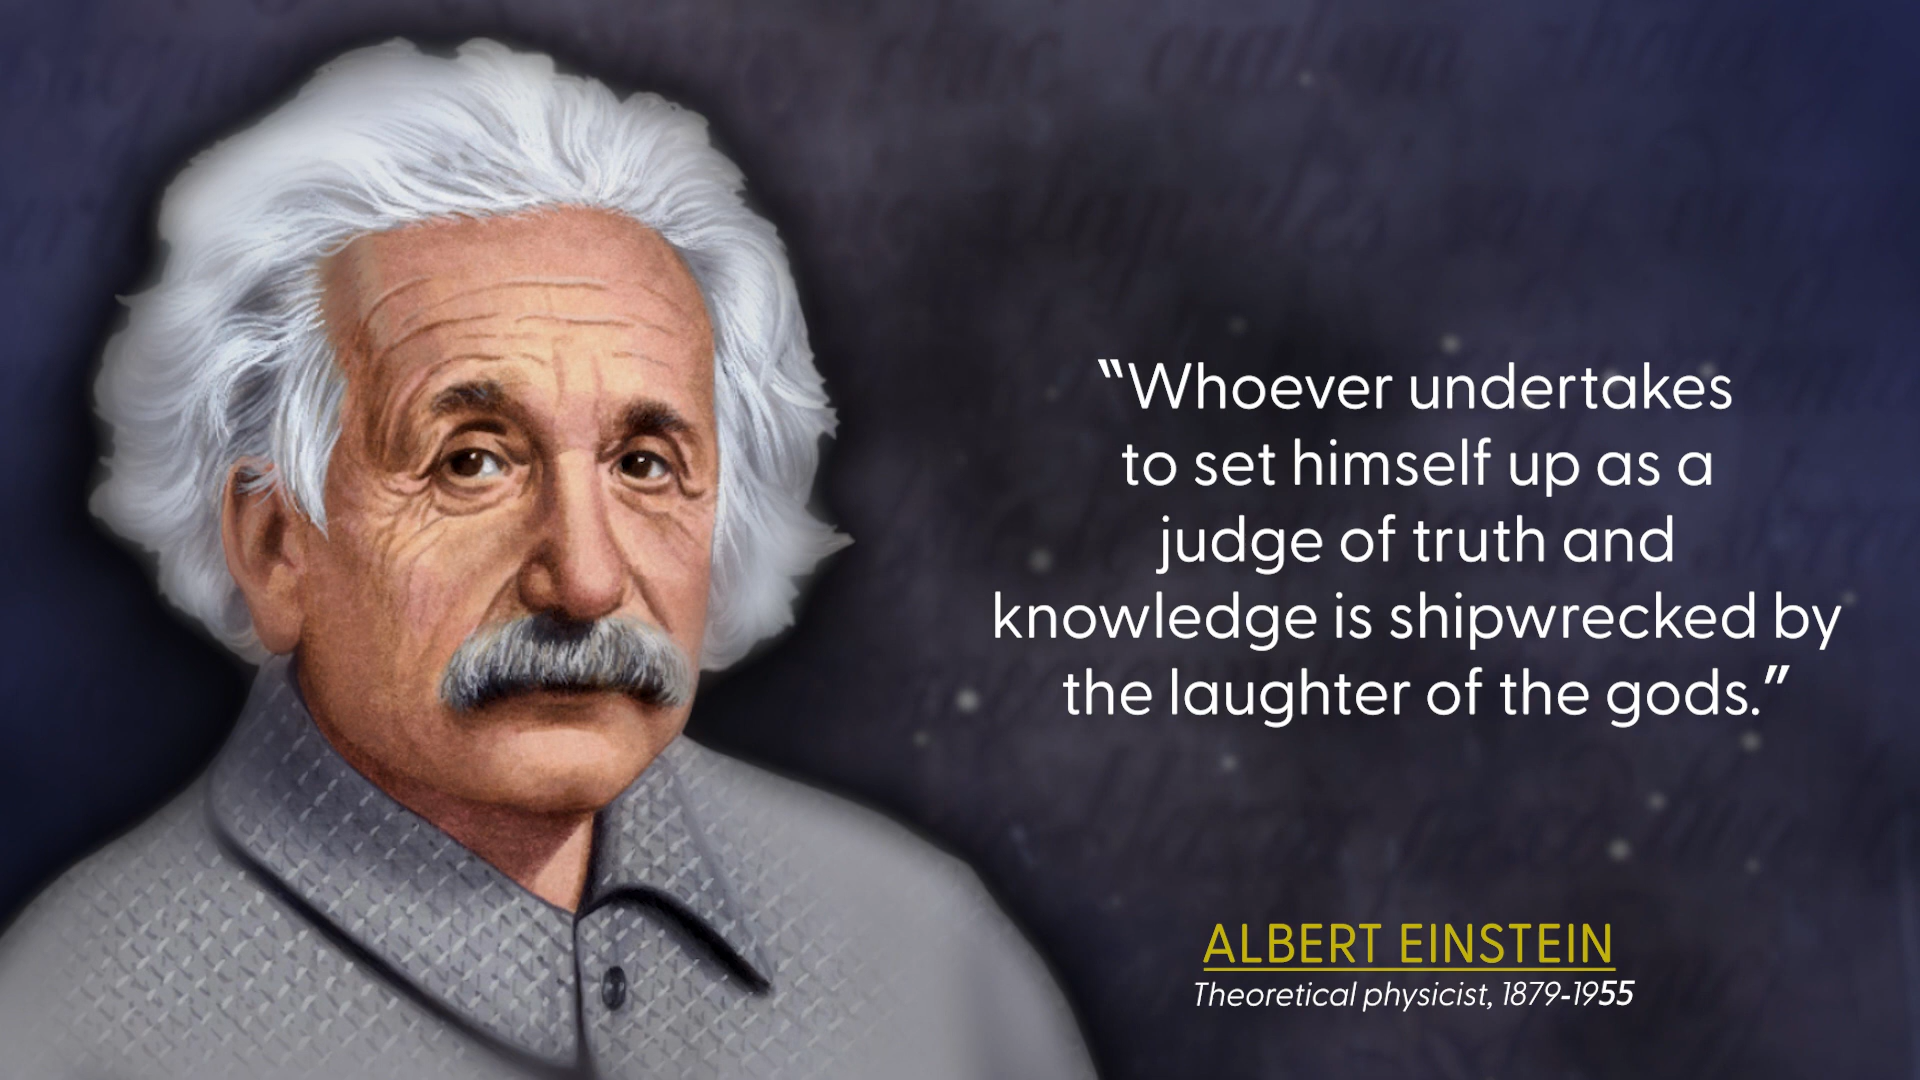 “Whoever undertakes
to set himself up as a
judge of truth and
knowledge is shipwrecked by
the laughter of the gods.”
ALBERT EINSTEIN
Theoretical physicist, 1879-1955